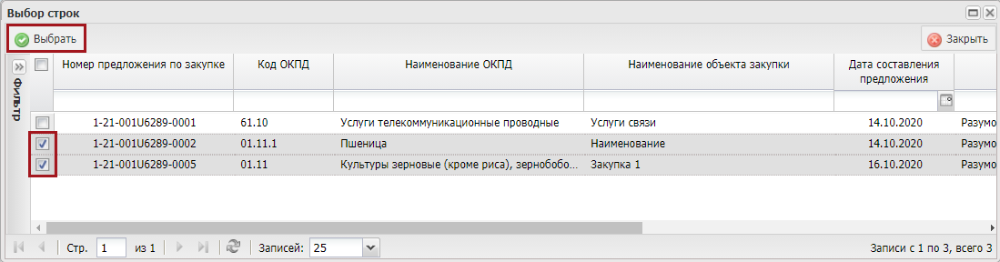 Выбор строк
Выбрать Закрыть
Фильтр
Номер предложения по закупке Код ОКПД Наименование ОКПД Наименование объекта закупки Дата составления предложения
1-21-001U6289-0001 61.10 Услуги телекоммуникационные проводные Услуги связи 14.10.2020 Разумо
1-21-001U6289-0002 01.11.1 Пшеница Наименование 14.10.2020 Разумо
1-21-001U6289-0005 01.11 Культуры зерновые (кроме риса), зернобобо... Закупка 1 16.10.2020 Разумо
Стр. 1 из 1 Записей: 25 Записи с 1 по 3, всего 3